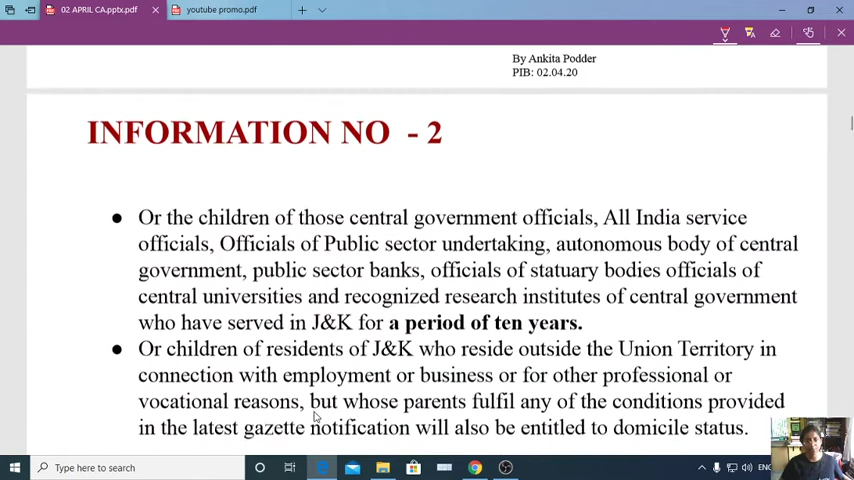 02 APRIL CA.pptx.pdf
youtube promo.pdf
By Ankita Podder
PIB: 02.04.20
INFORMATION NO - 2
● Or the children of those central government officials, All India service
officials, Officials of Public sector undertaking, autonomous body of central
government, public sector banks, officials of statuary bodies officials of
central universities and recognized research institutes of central government
who have served in J&K for a period of ten years.
● Or children of residents of J&K who reside outside the Union Territory in
connection with employment or business or for other professional or
vocational reasons, but whose parents fulfil any of the conditions provided
in the latest gazette notification will also be entitled to domicile status.
Type here to search
ENG